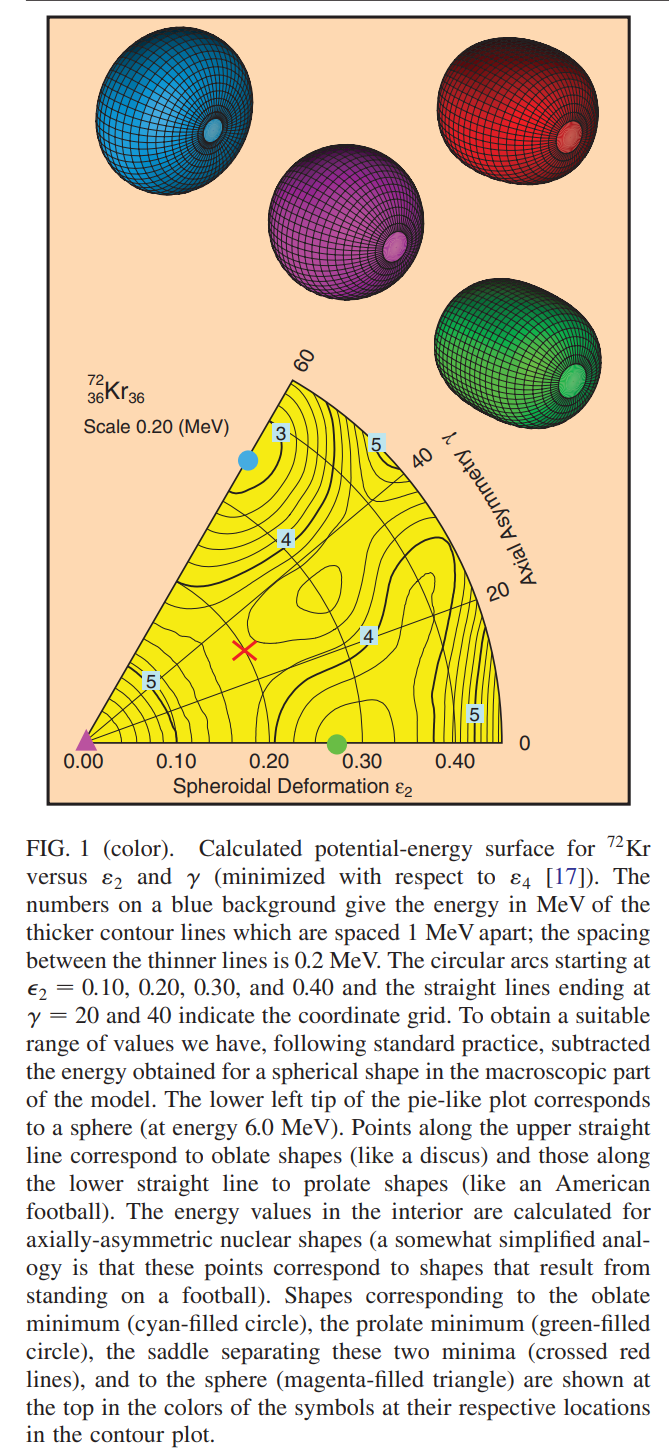 60
72
36Kr36
Scale 0.20 (MeV)
3
5
40
Axial Asymmetry γ
4
20
4
5
5
0
0.00 0.10 0.20 0.30 0.40
Spheroidal Deformation ε2
FIG. 1 (color). Calculated potential-energy surface for 72Kr
versus ε2 and γ (minimized with respect to ε4 [17]). The
numbers on a blue background give the energy in MeV of the
thicker contour lines which are spaced 1 MeV apart; the spacing
between the thinner lines is 0.2 MeV. The circular arcs starting at
ϵ2 = 0.10, 0.20, 0.30, and 0.40 and the straight lines ending at
γ = 20 and 40 indicate the coordinate grid. To obtain a suitable
range of values we have, following standard practice, subtracted
the energy obtained for a spherical shape in the macroscopic part
of the model. The lower left tip of the pie-like plot corresponds
to a sphere (at energy 6.0 MeV). Points along the upper straight
line correspond to oblate shapes (like a discus) and those along
the lower straight line to prolate shapes (like an American
football). The energy values in the interior are calculated for
axially-asymmetric nuclear shapes (a somewhat simplified anal-
ogy is that these points correspond to shapes that result from
standing on a football). Shapes corresponding to the oblate
minimum (cyan-filled circle), the prolate minimum (green-filled
circle), the saddle separating these two minima (crossed red
lines), and to the sphere (magenta-filled triangle) are shown at
the top in the colors of the symbols at their respective locations
in the contour plot.